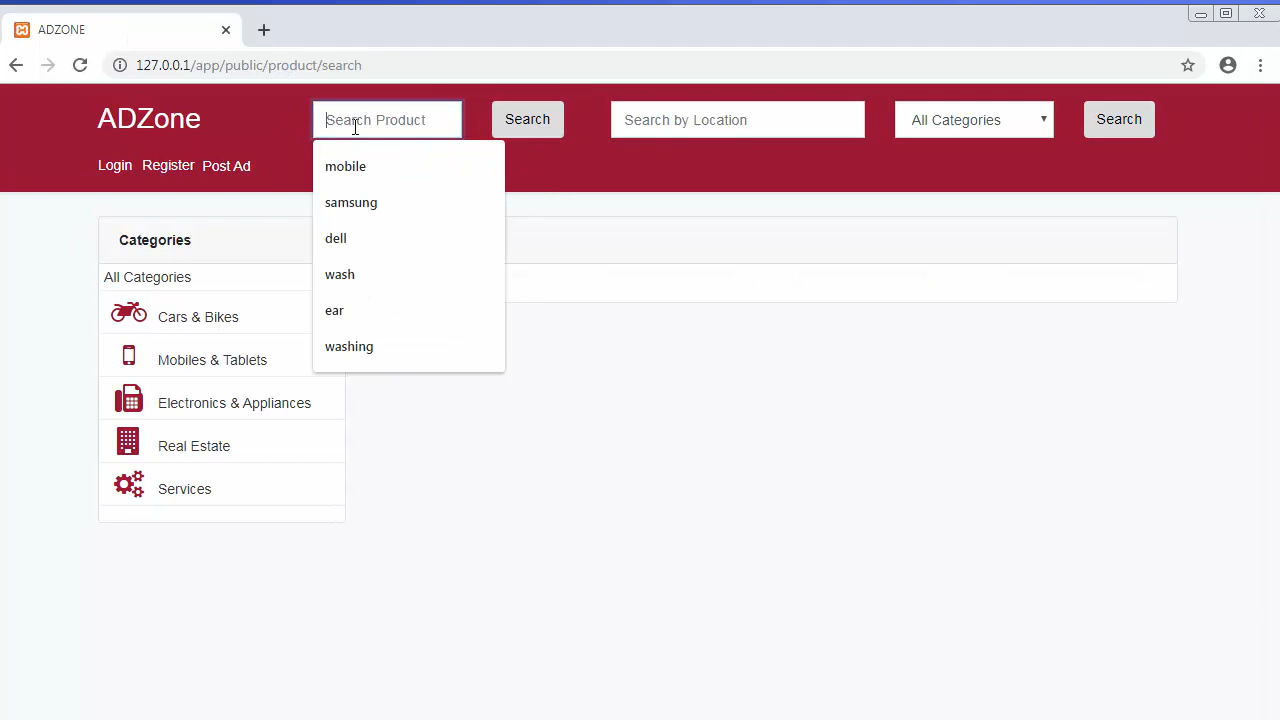 ADZONE
127.0.0.1/app/public/product/search
ADZone
Search Product
Search
Search by Location
All Categories
Search
Login Register Post Ad
mobile
samsung
dell
wash
ear
washing
Categories
All Categories
Cars & Bikes
Mobiles & Tablets
Electronics & Appliances
Real Estate
Services